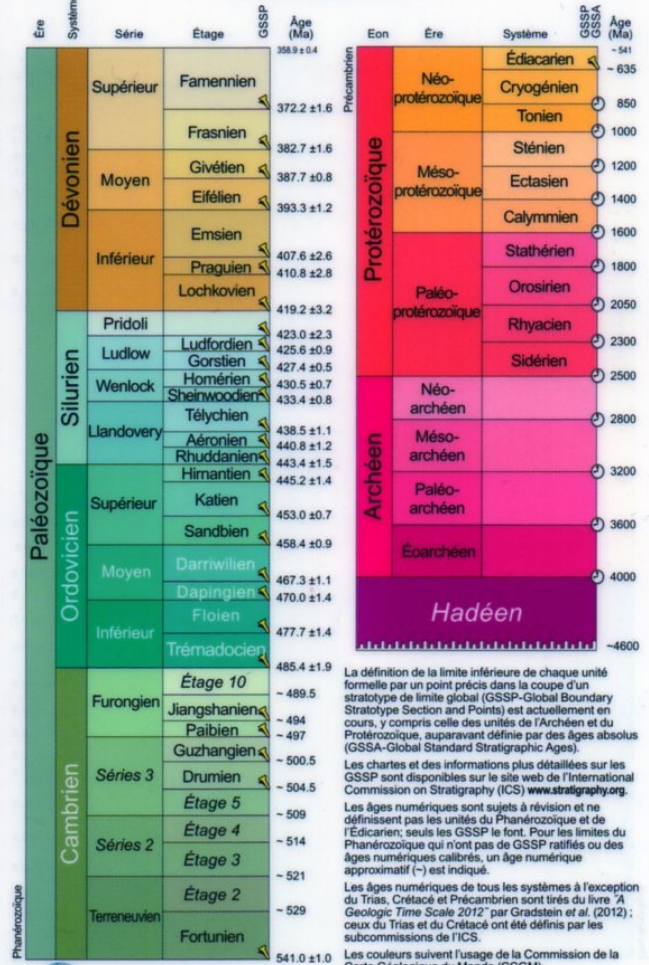 Ère
Système
Série
Étage
GSSP
Âge
(Ma)
358.9 ± 0.4
Phanérozoïque
Paléozoïque
Dévonien
Supérieur
Famennien
372.2 ±1.6
Frasnien
382.7 ±1.6
Moyen
Givétien
387.7 ±0.8
Eifélien
393.3 ±1.2
Inférieur
Emsien
407.6 ±2.6
Praguien
410.8 ±2.8
Lochkovien
419.2 ±3.2
Silurien
Pridoli
423.0 ±2.3
Ludlow
Ludfordien
425.6 ±0.9
Gorstien
427.4 ±0.5
Wenlock
Homérien
430.5 ±0.7
Sheinwoodien
433.4 ±0.8
Llandovery
Télychien
438.5 ±1.1
Aéronien
440.8 ±1.2
Rhuddanien
443.4 ±1.5
Ordovicien
Supérieur
Hirnantien
445.2 ±1.4
Katien
453.0 ±0.7
Sandbien
458.4 ±0.9
Moyen
Darriwilien
467.3 ±1.1
Dapingien
470.0 ±1.4
Inférieur
Floien
477.7 ±1.4
Trémadocien
485.4 ±1.9
Cambrien
Furongien
Étage 10
~ 489.5
Jiangshanien
~ 494
Paibien
~ 497
Séries 3
Guzhangien
~ 500.5
Drumien
~ 504.5
Étage 5
~ 509
Séries 2
Étage 4
~ 514
Étage 3
~ 521
Terreneuvien
Étage 2
~ 529
Fortunien
541.0 ±1.0
Eon
Ère
Système
GSSP
GSSA
Âge
(Ma)
~ 541
Précambrien
Protérozoïque
Néo-
protérozoïque
Édiacarien
~ 635
Cryogénien
850
Tonien
1000
Méso-
protérozoïque
Sténien
1200
Ectasien
1400
Calymmien
1600
Paléo-
protérozoïque
Stathérien
1800
Orosirien
2050
Rhyacien
2300
Sidérien
2500
Archéen
Néo-
archéen
2800
Méso-
archéen
3200
Paléo-
archéen
3600
Éoarchéen
4000
Hadéen
~4600
La définition de la limite inférieure de chaque unité
formelle par un point précis dans la coupe d'un
stratotype de limite global (GSSP-Global Boundary
Stratotype Section and Points) est actuellement en
cours, y compris celle des unités de l'Archéen et du
Protérozoïque, auparavant définie par des âges absolus
(GSSA-Global Standard Stratigraphic Ages).
Les chartes et des informations plus détaillées sur les
GSSP sont disponibles sur le site web de l'International
Commission on Stratigraphy (ICS) www.stratigraphy.org.
Les âges numériques sont sujets à révision et ne
définissent pas les unités du Phanérozoïque et de
l'Édicarien; seuls les GSSP le font. Pour les limites du
Phanérozoïque qui n'ont pas de GSSP ratifiés ou des
âges numériques calibrés, un âge numérique
approximatif (~) est indiqué.
Les âges numériques de tous les systèmes à l'exception
du Trias, Crétacé et Précambrien sont tirés du livre "A
Geologic Time Scale 2012" par Gradstein et al. (2012) ;
ceux du Trias et du Crétacé ont été définis par les
subcommissions de l'ICS.
Les couleurs suivent l'usage de la Commission de la
Carte Géologique du Monde (CCGM)